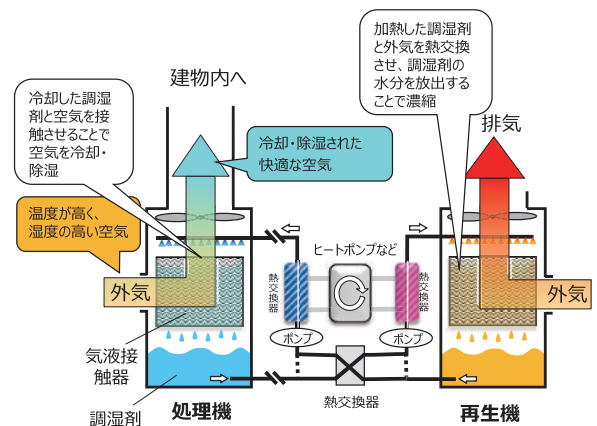 加熱した調湿剤
と外気を熱交換
させ、調湿剤の
水分を放出する
ことで濃縮
建物内へ
冷却した調湿
剤と空気を接
触させることで
空気を冷却・
除湿
冷却・除湿された
快適な空気
排気
温度が高く、
湿度の高い空気
ヒートポンプなど
外気
熱交換器
熱交換器
外気
ポンプ
ポンプ
気液接
触器
熱交換器
調湿剤
処理機
再生機